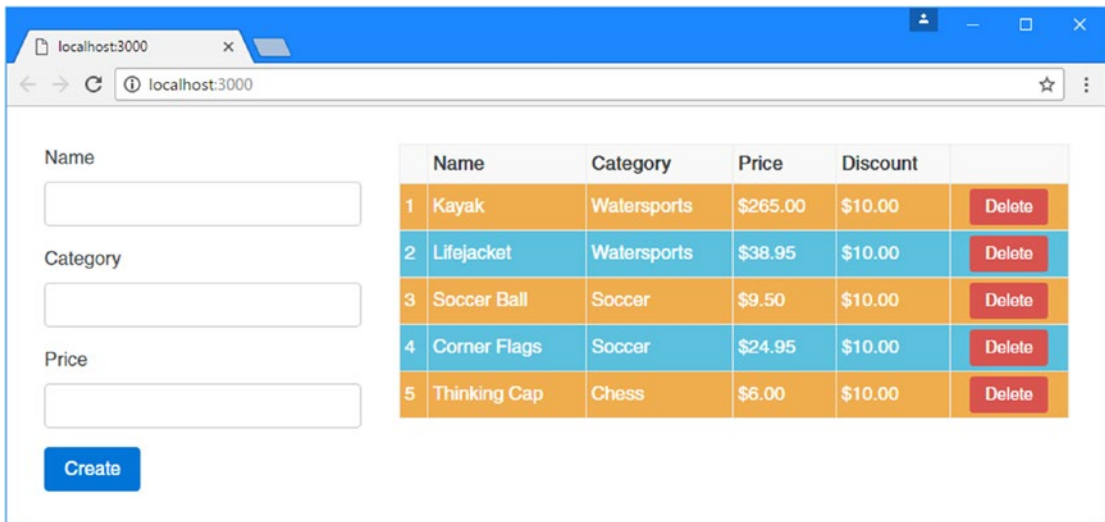 localhost:3000
localhost:3000
Name
Category
Price
Create
Name Category Price Discount
1 Kayak Watersports $265.00 $10.00 Delete
2 Lifejacket Watersports $38.95 $10.00 Delete
3 Soccer Ball Soccer $9.50 $10.00 Delete
4 Corner Flags Soccer $24.95 $10.00 Delete
5 Thinking Cap Chess $6.00 $10.00 Delete